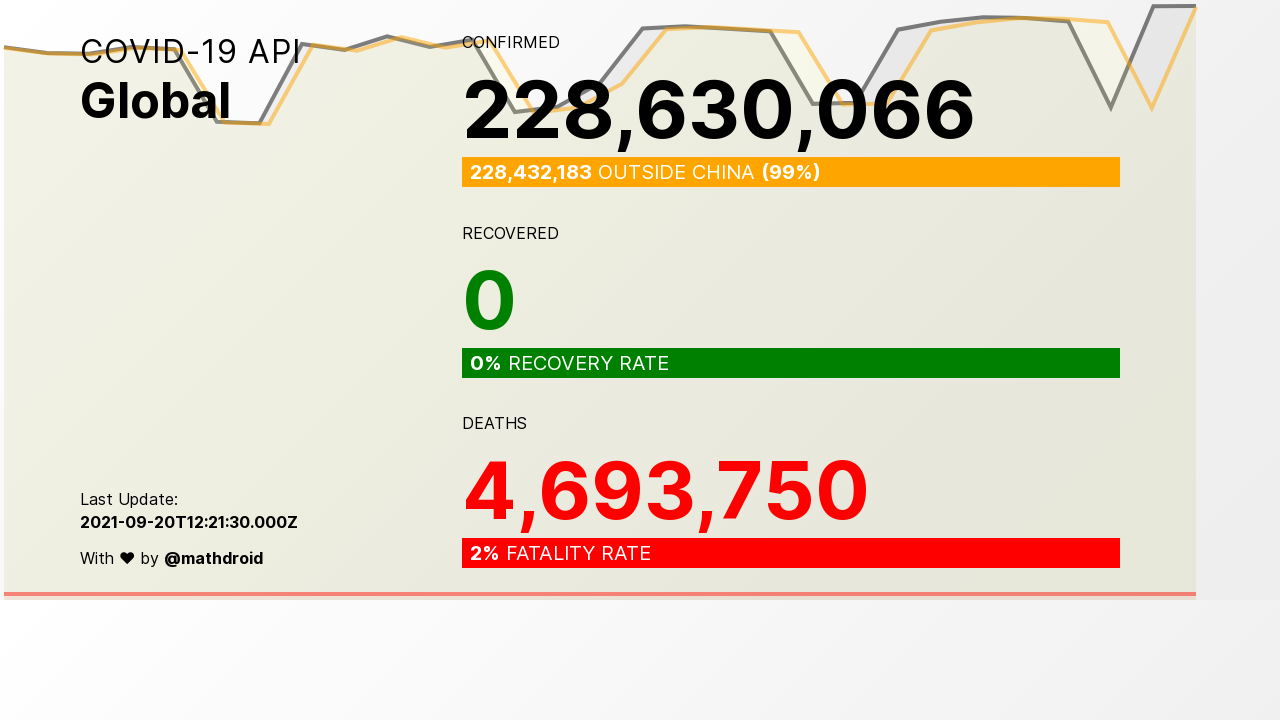 COVID-19 API
Global
CONFIRMED
228,630,066
228,432,183 OUTSIDE CHINA (99%)
RECOVERED
0
0% RECOVERY RATE
DEATHS
4,693,750
2% FATALITY RATE
Last Update:
2021-09-20T12:21:30.000Z
With ♥ by @mathdroid